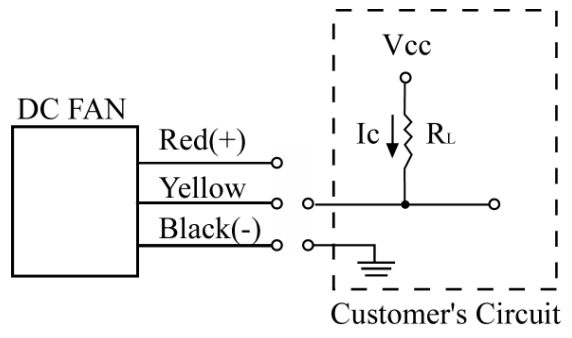 Vcc
DC FAN
Red(+)
Ic
RL
Yellow
Black(-)
Customer's Circuit